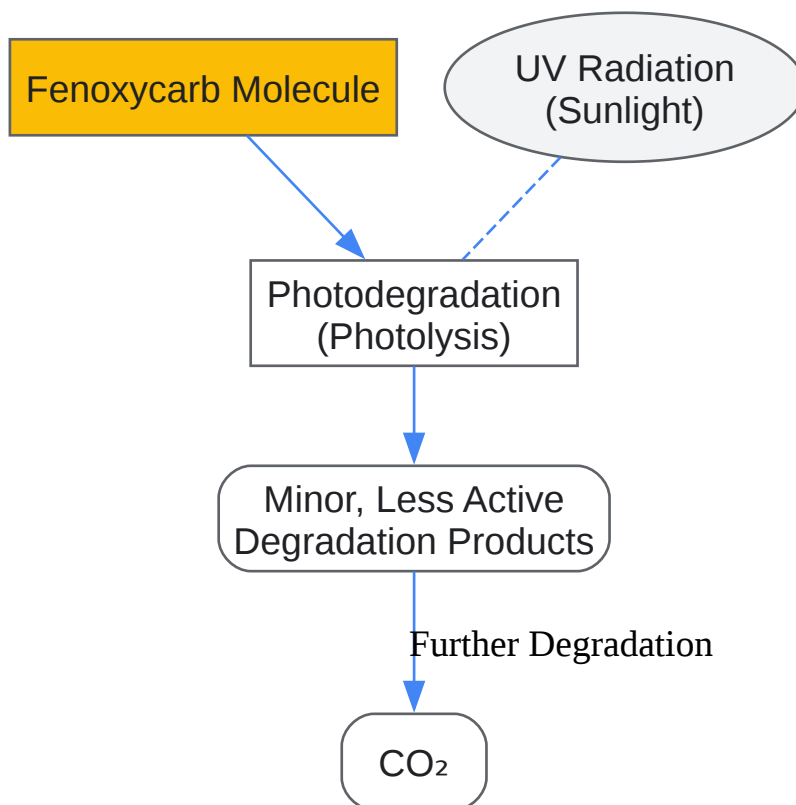 Fenoxycarb Molecule
UV Radiation
(Sunlight)
Photodegradation
(Photolysis)
Minor, Less Active
Degradation Products
Further Degradation
CO₂